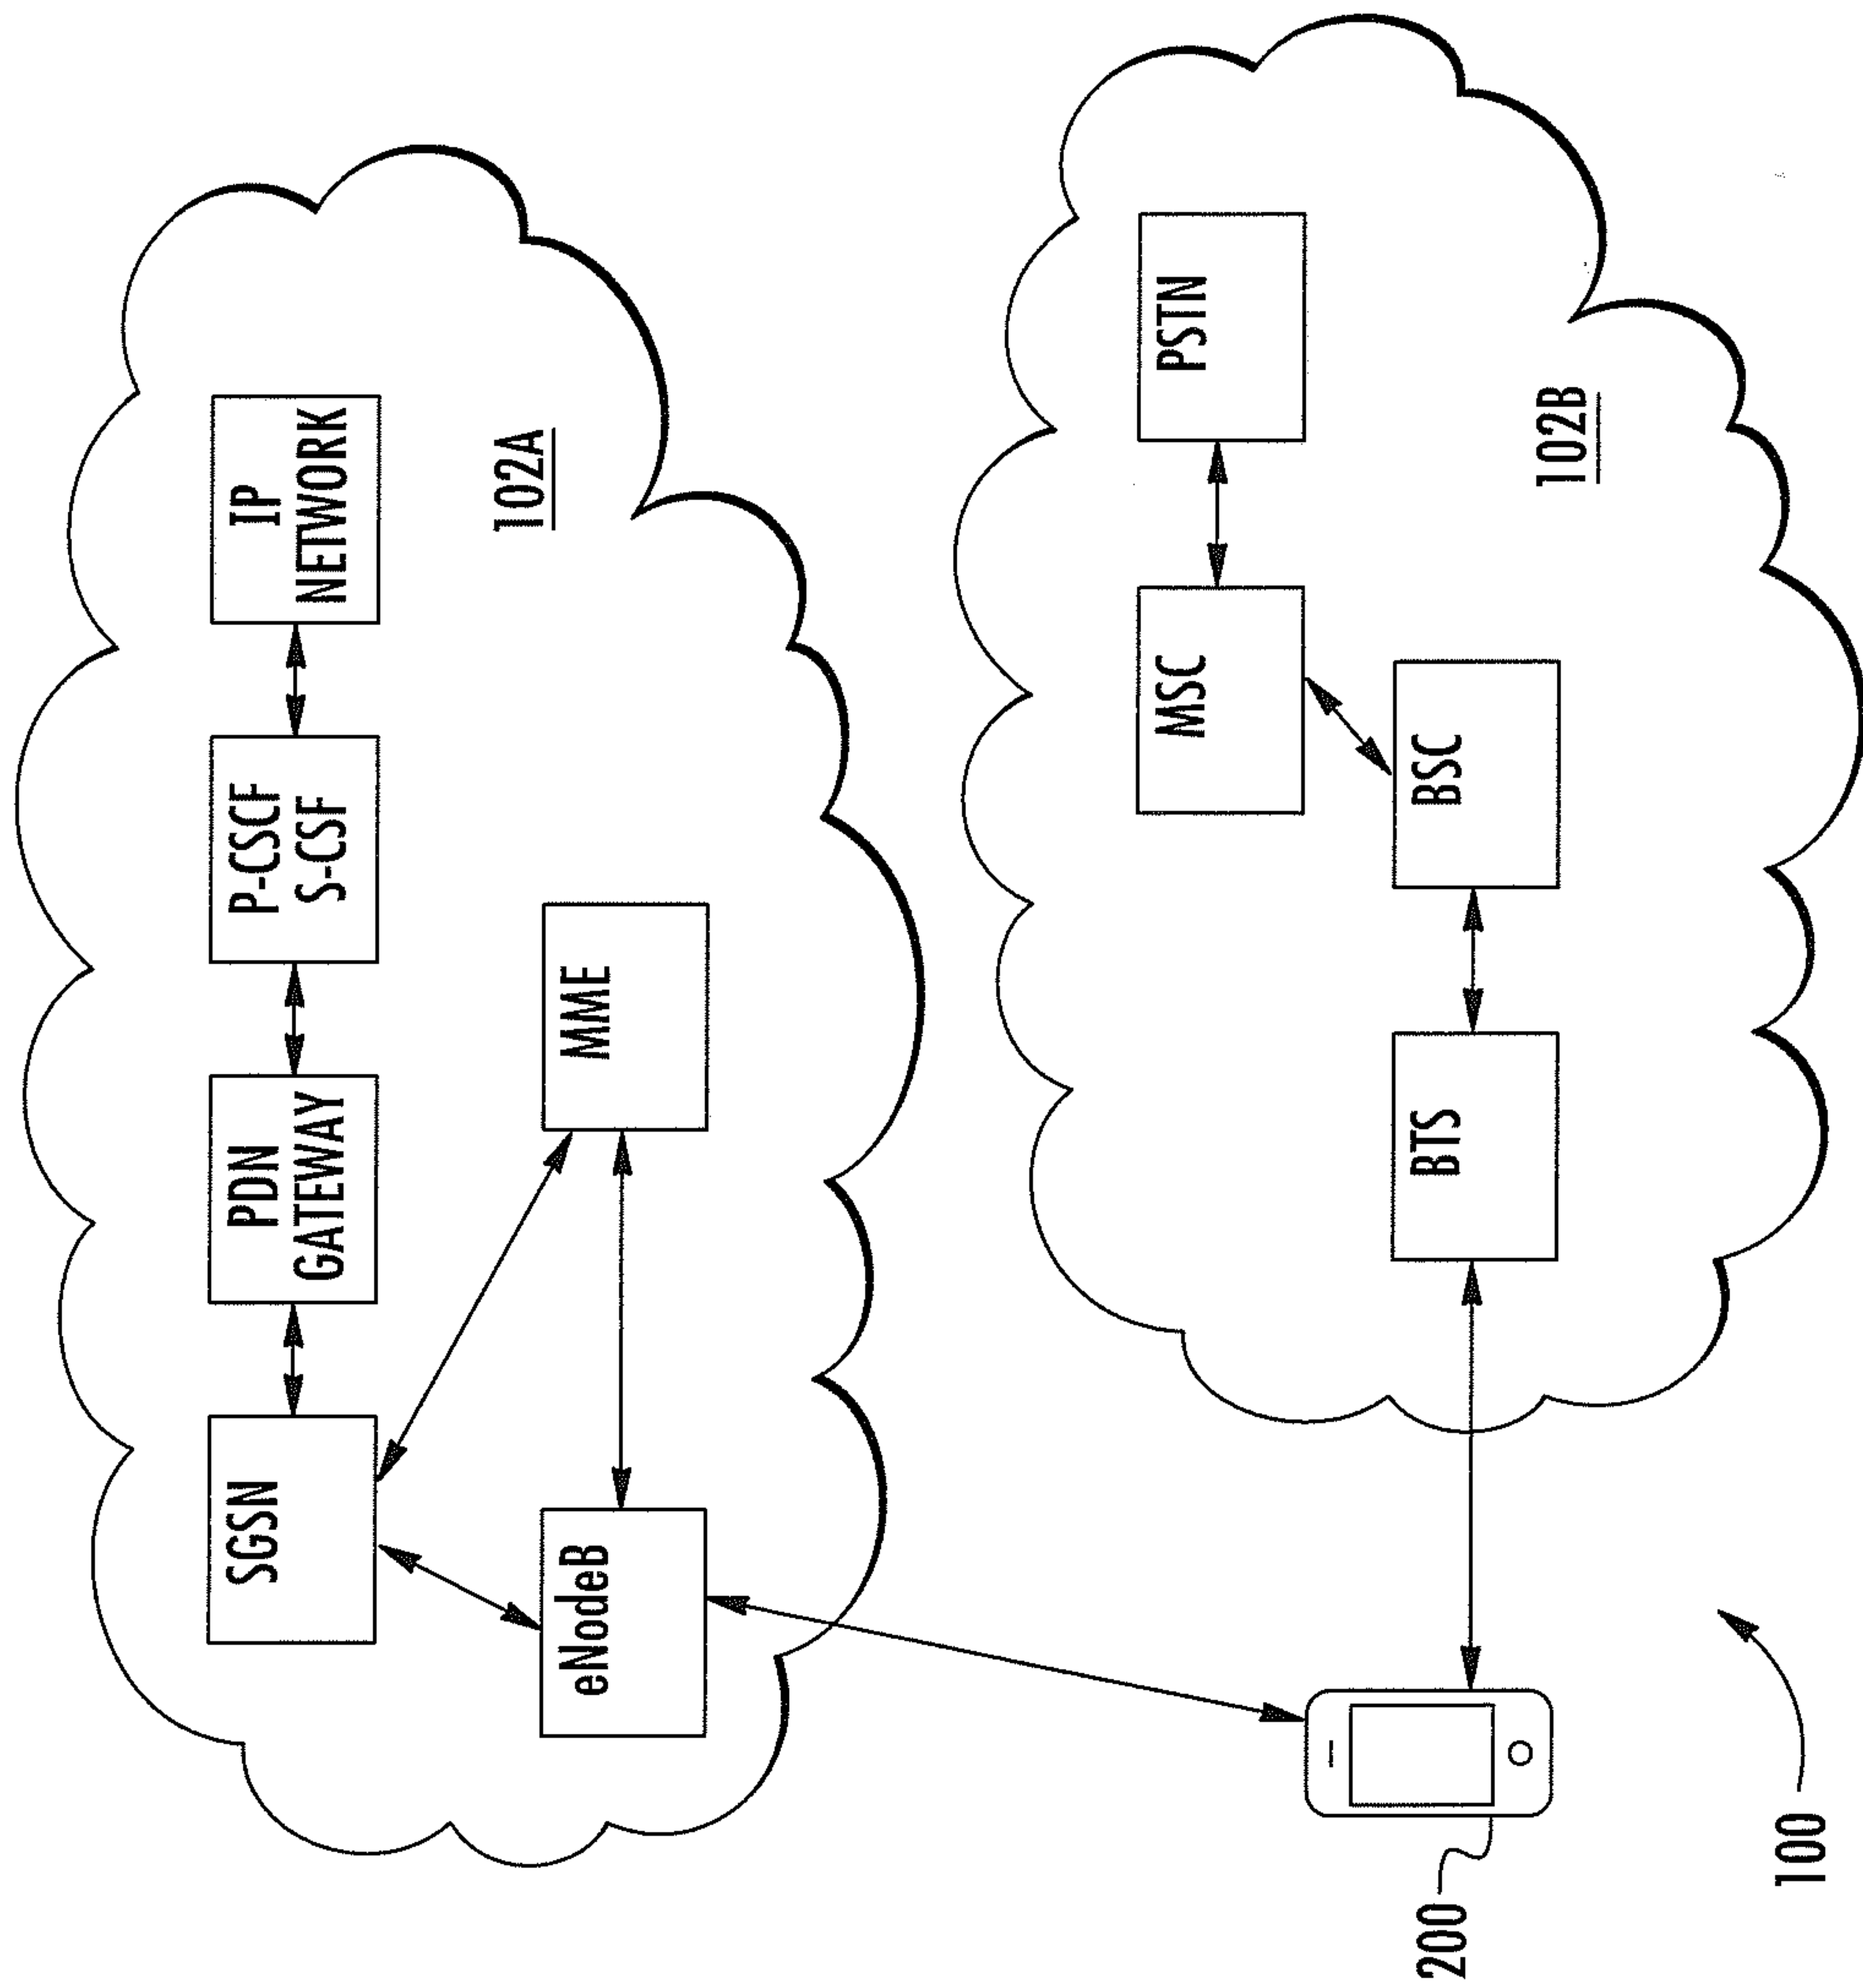 SGSN
PDN
GATEWAY
P-CSCF
S-CSF
IP
NETWORK
eNodeB
MME
102A
MSC
PSTN
BTS
BSC
102B
200
100